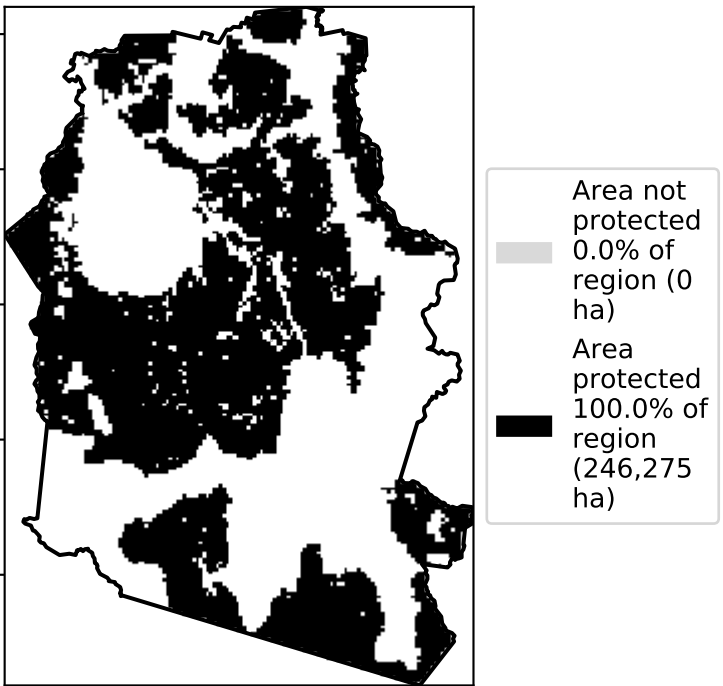 Area not
protected
0.0% of
region (0
ha)
Area
protected
100.0% of
region
(246,275
ha)